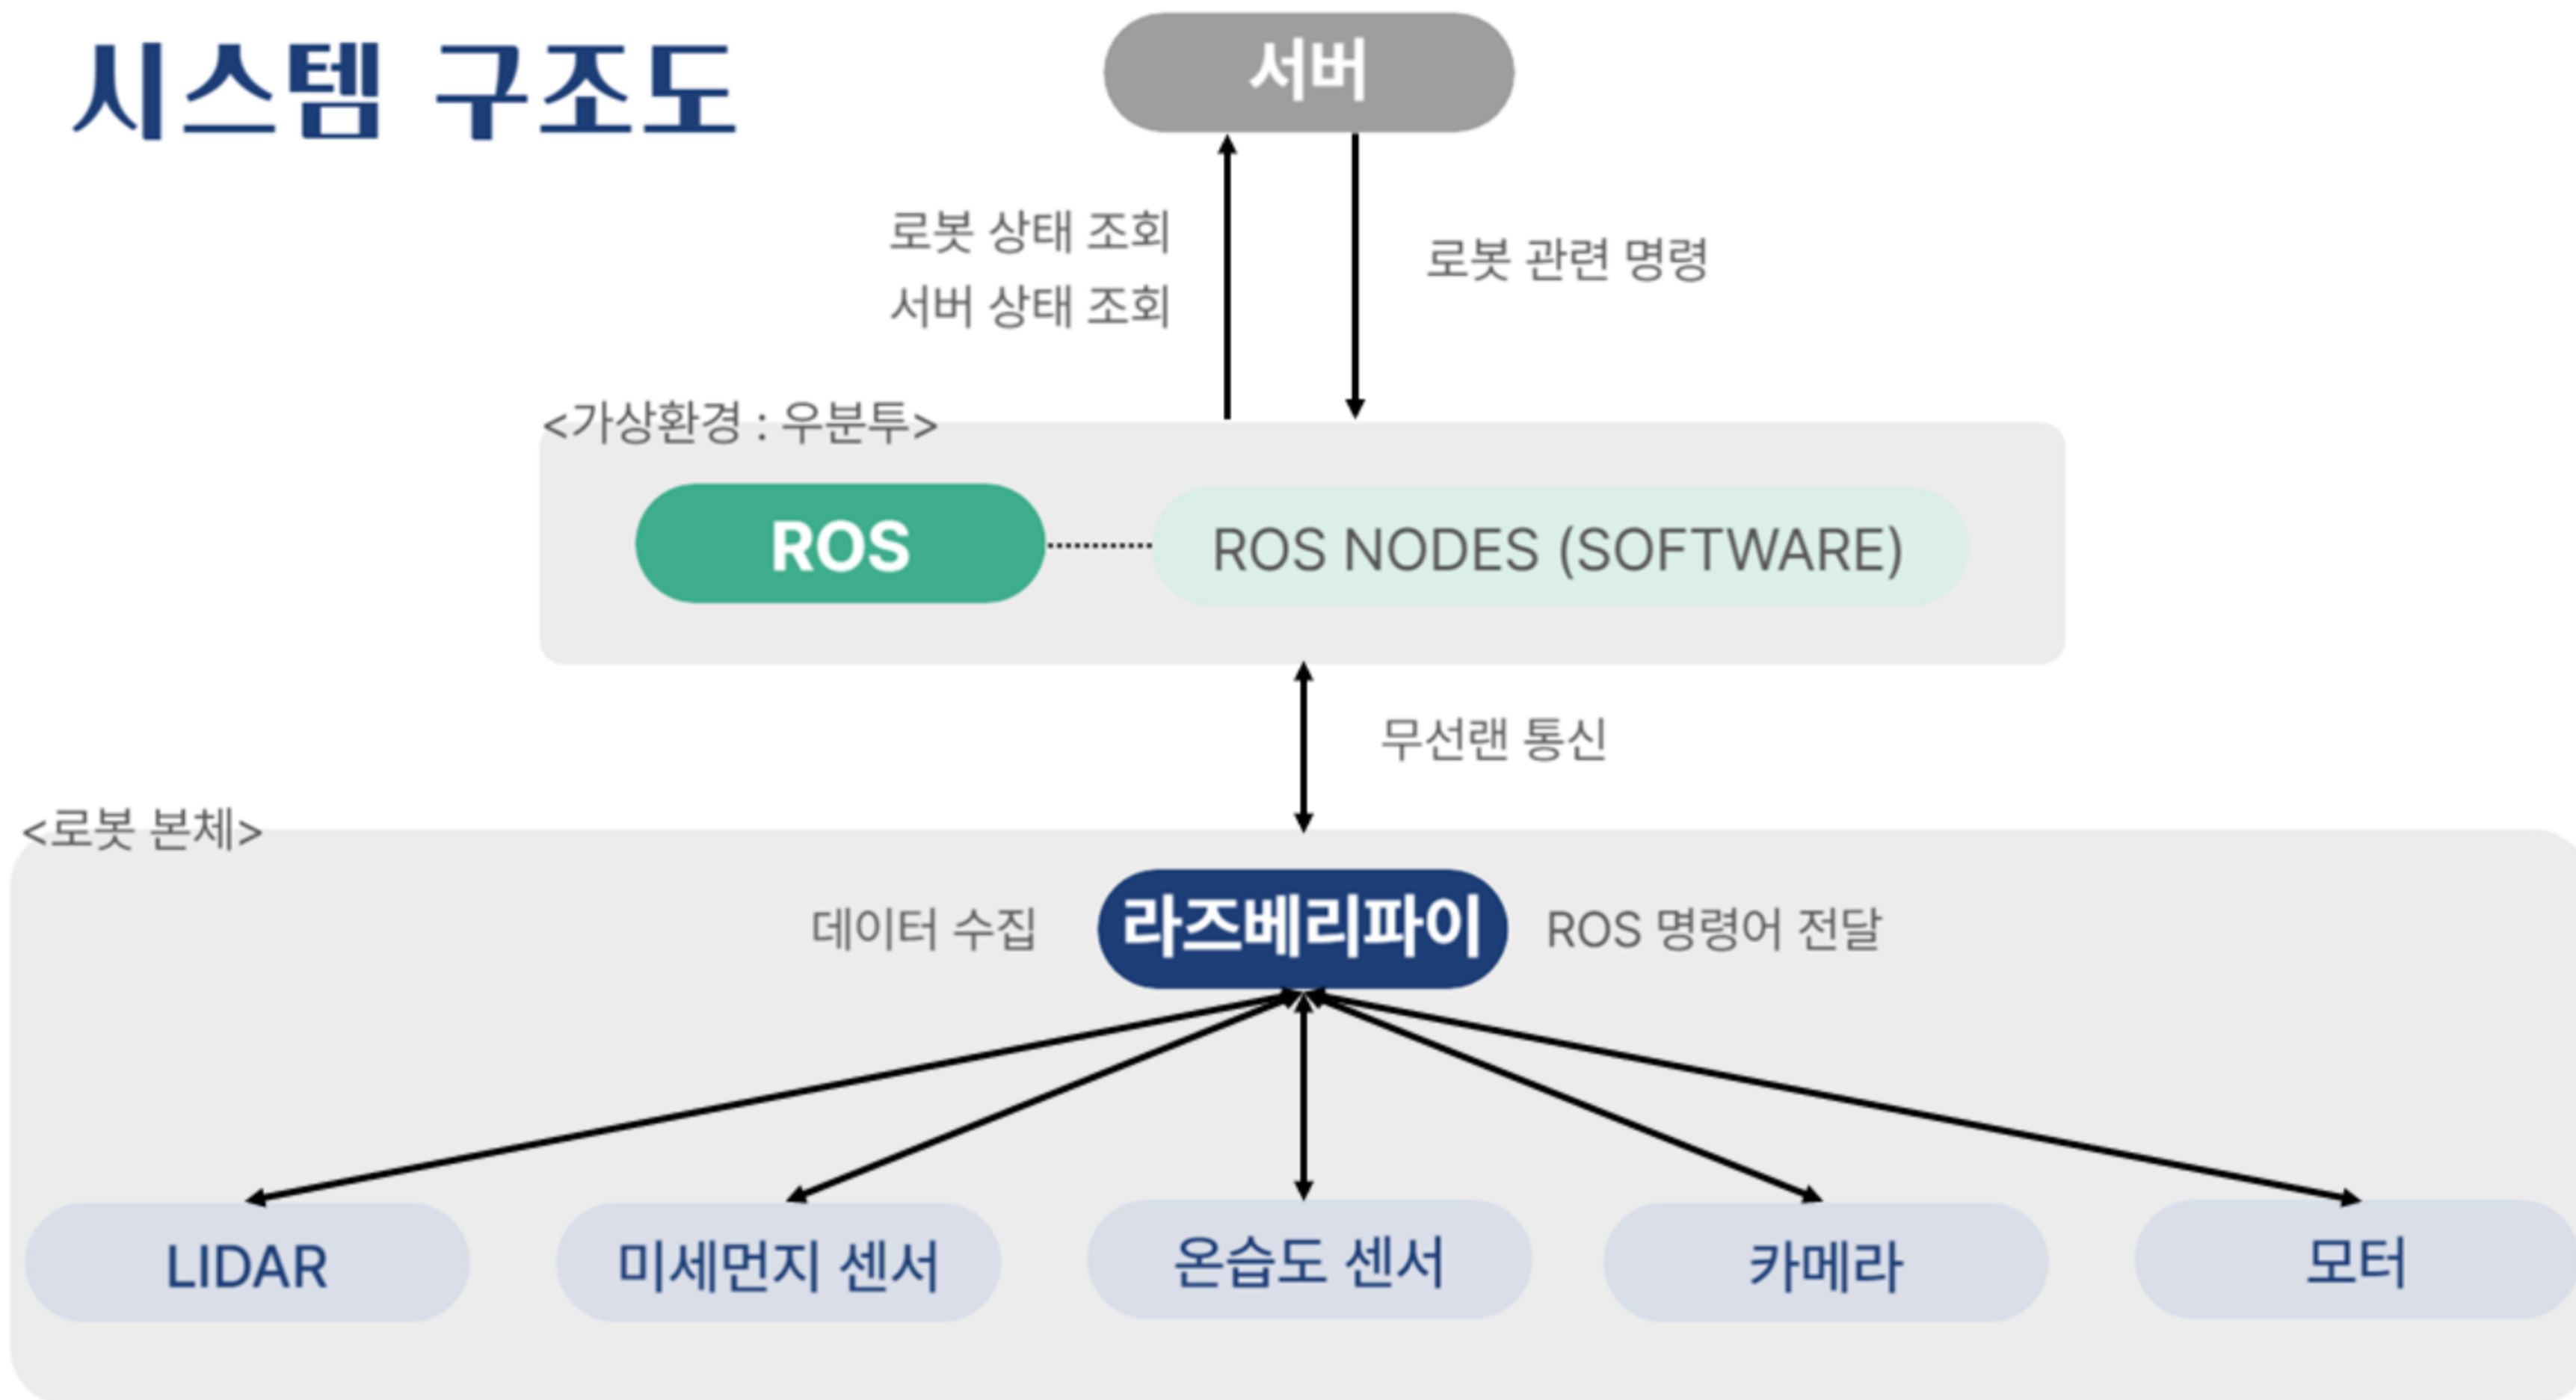 시스템 구조도
서버
로봇 상태 조회
서버 상태 조회
로봇 관련 명령
<가상환경 : 우분투>
ROS
ROS NODES (SOFTWARE)
무선랜 통신
<로봇 본체>
데이터 수집
라즈베리파이
ROS 명령어 전달
LIDAR
미세먼지 센서
온습도 센서
카메라
모터